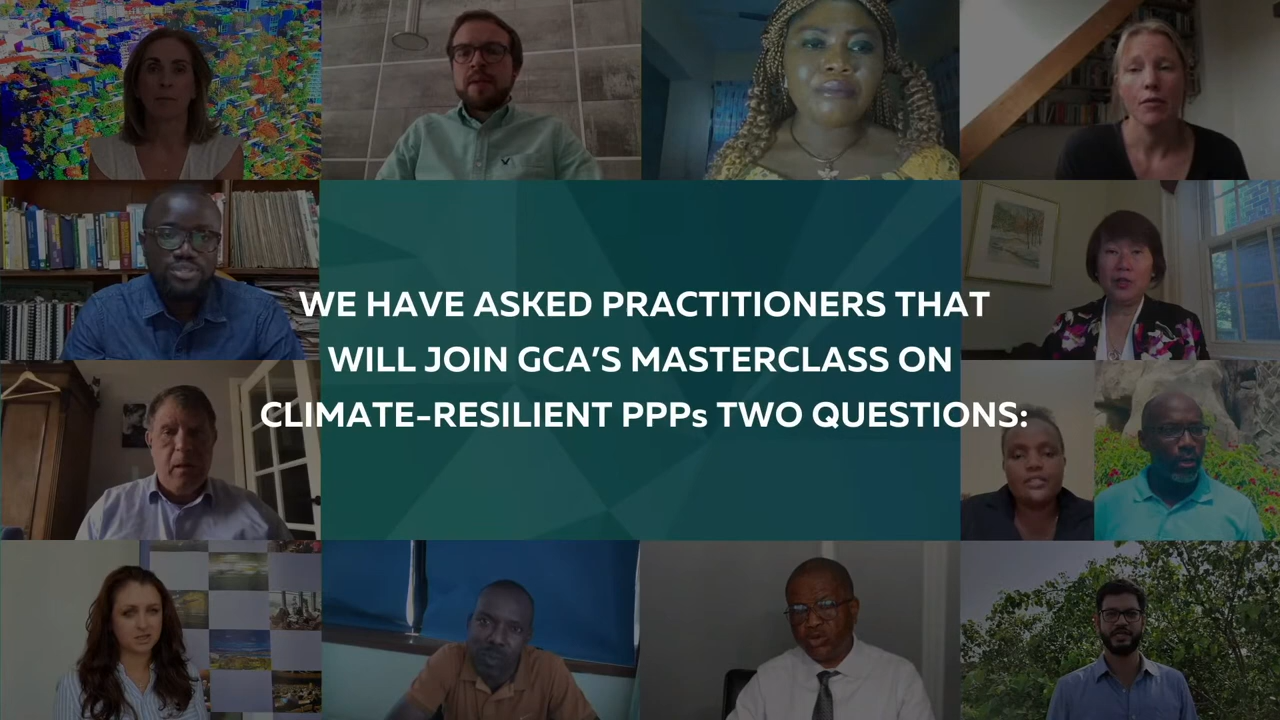 WE HAVE ASKED PRACTITIONERS THAT
WILL JOIN GCA’S MASTERCLASS ON
CLIMATE-RESILIENT PPPs TWO QUESTIONS: